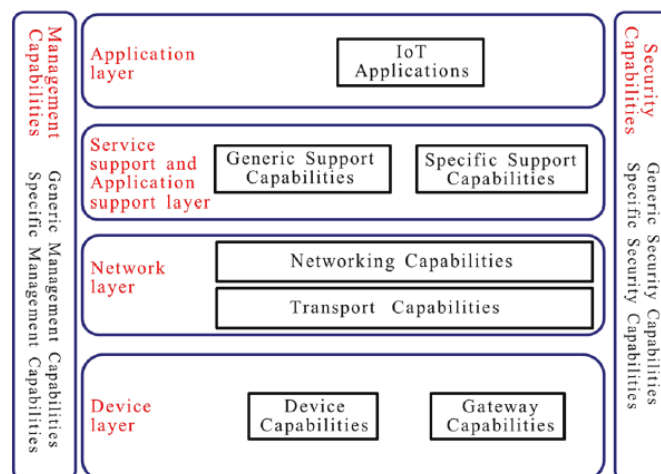 Management
Capabilities
Generic Management Capabilities
Specific Management Capabilities
Application
layer
IoT
Applications
Service
support and
Application
support layer
Generic Support
Capabilities
Specific Support
Capabilities
Network
layer
Networking Capabilities
Transport Capabilities
Device
layer
Device
Capabilities
Gateway
Capabilities
Security
Capabilities
Generic Security Capabilities
Specific Security Capabilities